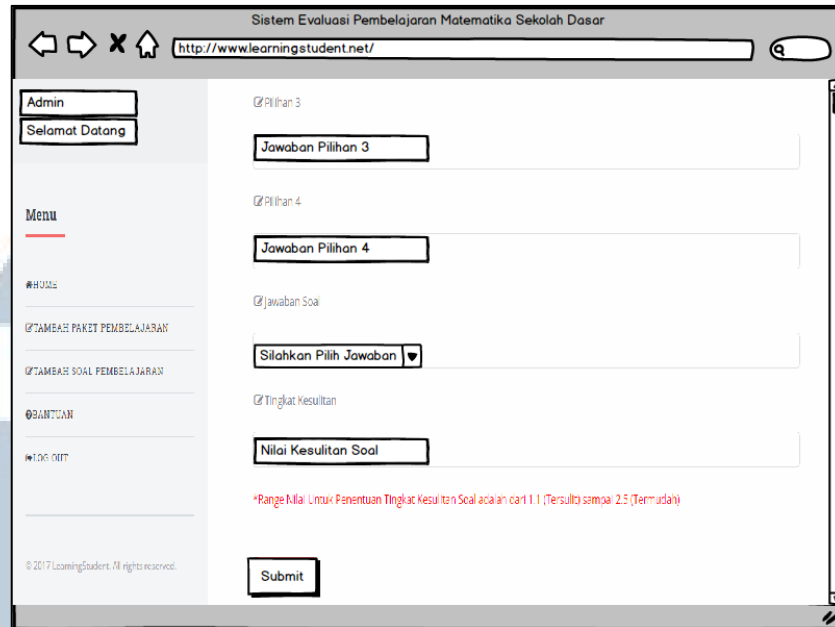 Sistem Evaluasi Pembelajaran Matematika Sekolah Dasar
http://www.learningstudent.net/
Admin
Selamat Datang
Menu
HOME
TAMBAH PAKET PEMBELAJARAN
TAMBAH SOAL PEMBELAJARAN
BANTUAN
LOG OUT
© 2017 LearningStudent. All rights reserved.
Pilihan 3
Jawaban Pilihan 3
Pilihan 4
Jawaban Pilihan 4
Jawaban Soal
Silahkan Pilih Jawaban
Tingkat Kesulitan
Nilai Kesulitan Soal
*Range Nilai Untuk Penentuan Tingkat Kesulitan Soal adalah dari 1.1 (Tersulit) sampai 2.5 (Termudah)
Submit